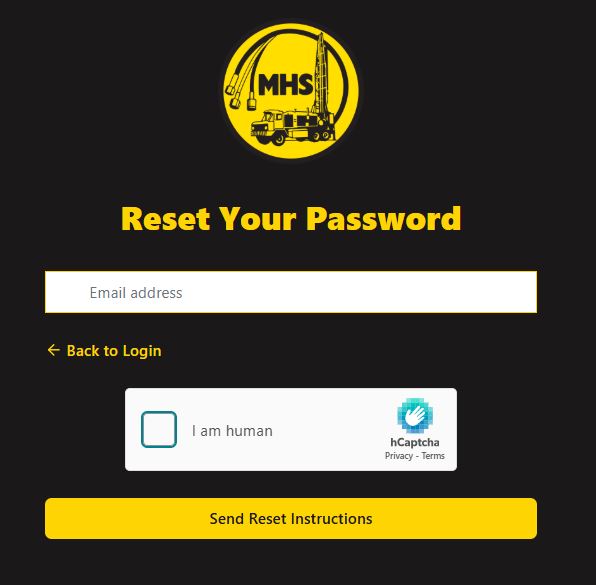 MHS
Reset Your Password
Email address
← Back to Login
I am human
hCaptcha
Privacy - Terms
Send Reset Instructions